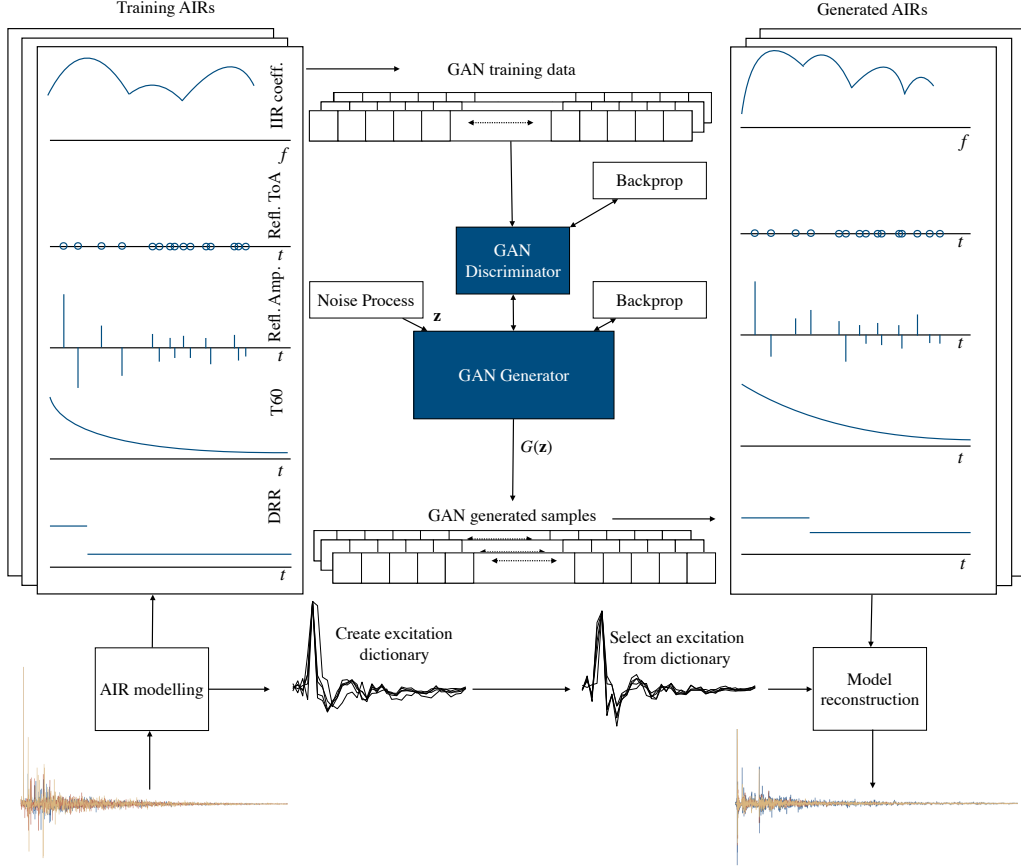 Training AIRs
IIR coeff.
f
Refl. ToA
t
Refl. Amp.
t
T60
t
DRR
t
GAN training data
Backprop
GAN
Discriminator
Noise Process
z
Backprop
GAN Generator
G(z)
GAN generated samples
Generated AIRs
f
t
t
t
t
AIR modelling
Create excitation
dictionary
Select an excitation
from dictionary
Model
reconstruction